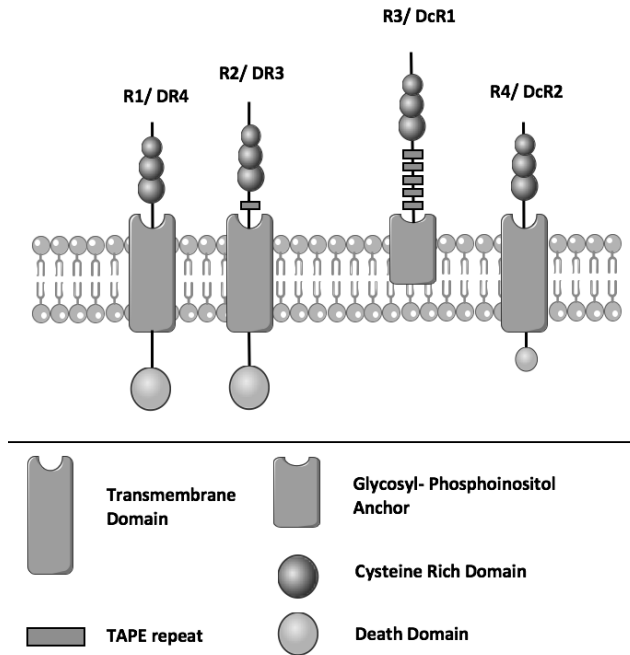 R3/ DcR1
R2/ DR3
R1/ DR4
R4/ DcR2
Transmembrane
Domain
Glycosyl- Phosphoinositol
Anchor
Cysteine Rich Domain
TAPE repeat
Death Domain